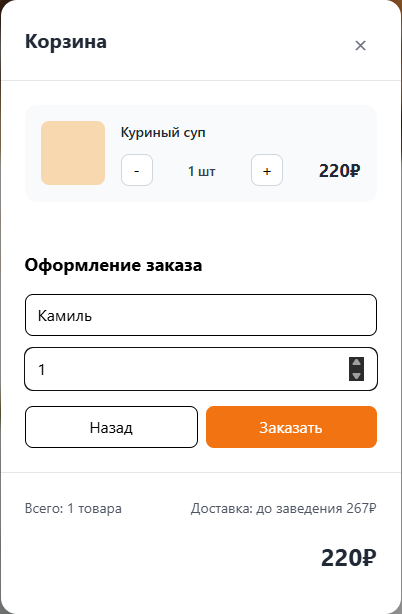 Корзина
×
Куриный суп
- 1 шт + 220₽
Оформление заказа
Камиль
1
Назад Заказать
Всего: 1 товара Доставка: до заведения 267₽
220₽